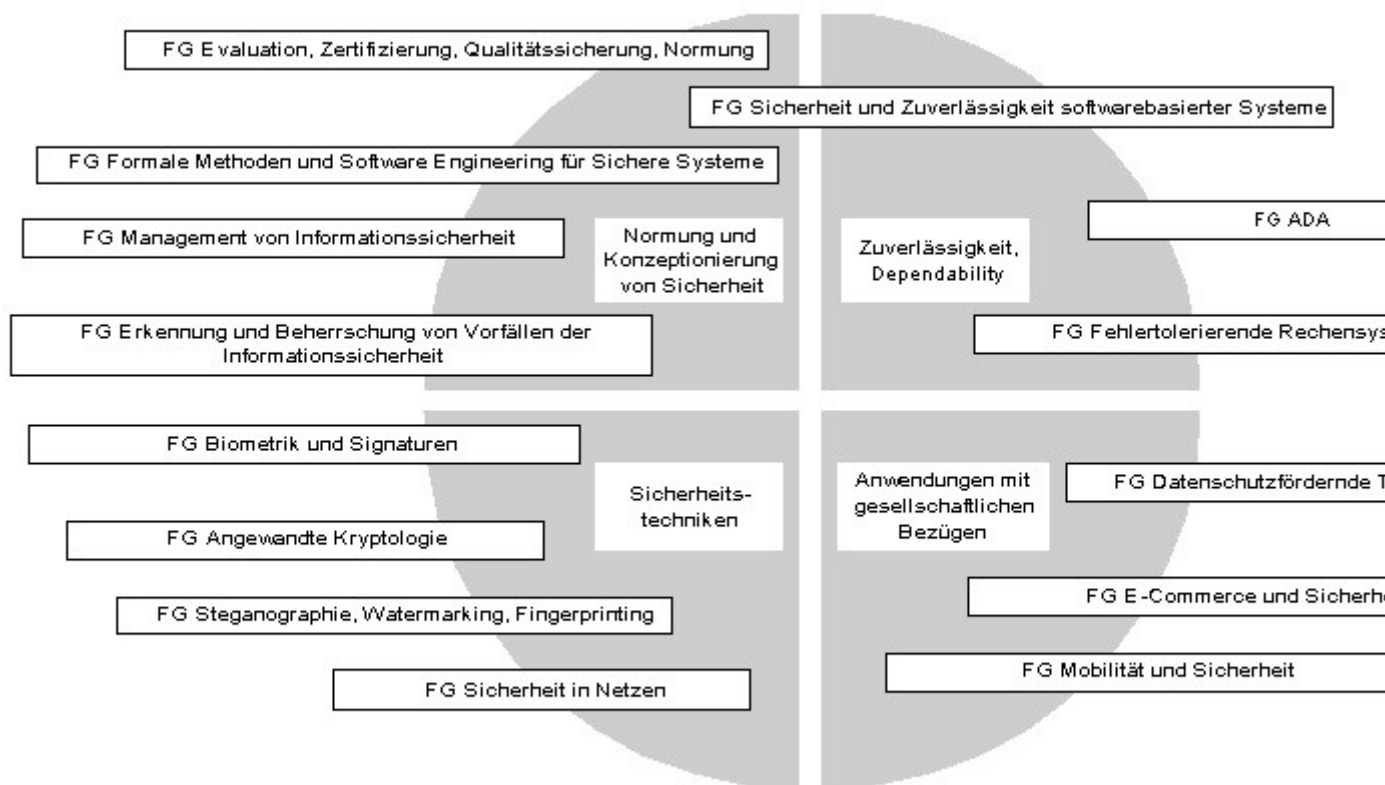 FG Evaluation, Zertifizierung, Qualitätssicherung, Normung
FG Sicherheit und Zuverlässigkeit softwarebasierter Systeme
FG Formale Methoden und Software Engineering für Sichere Systeme
FG Management von Informationssicherheit
Normung und
Konzeptionierung
von Sicherheit
Zuverlässigkeit,
Dependability
FG ADA
FG Erkennung und Beherrschung von Vorfällen der
Informationssicherheit
FG Fehlertolerierende
FG Biometrik und Signaturen
Sicherheits-
techniken
Anwendungen mit
gesellschaftlichen
Bezügen
FG Datenschutzfördernde
FG Angewandte Kryptologie
FG Steganographie, Watermarking, Fingerprinting
FG E-Commerce und
FG Sicherheit in Netzen
FG Mobilität und Sicherheit